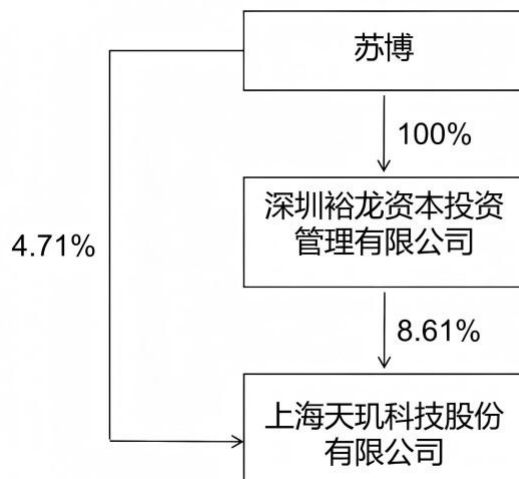 苏博
100%
深圳裕龙资本投资
管理有限公司
4.71%
8.61%
上海天玑科技股份
有限公司